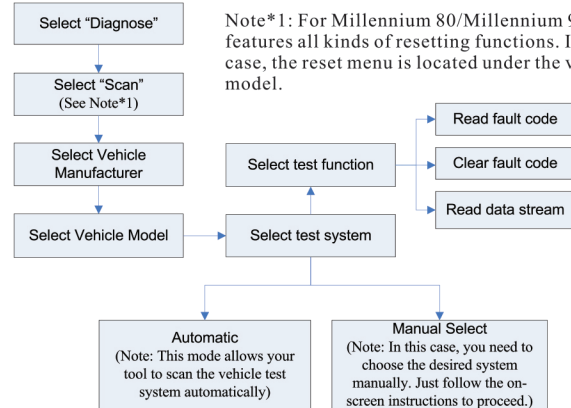 Select “Diagnose”
Note*1: For Millennium 80/Millennium
features all kinds of resetting functions.
case, the reset menu is located under the
model.
Select “Scan”
(See Note*1)
Select Vehicle
Manufacturer
Select Vehicle Model
Select test system
Select test function
Read fault code
Clear fault code
Read data stream
Automatic
(Note: This mode allows your
tool to scan the vehicle test
system automatically)
Manual Select
(Note: In this case, you need to
choose the desired system
manually. Just follow the on-
screen instructions to proceed.)